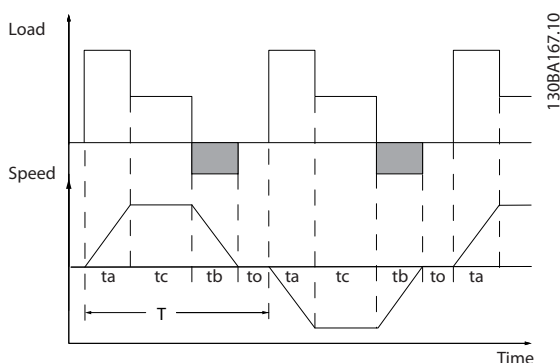 Load
130BA167.10
Speed
ta tc tb to ta tc tb to ta
T
Time